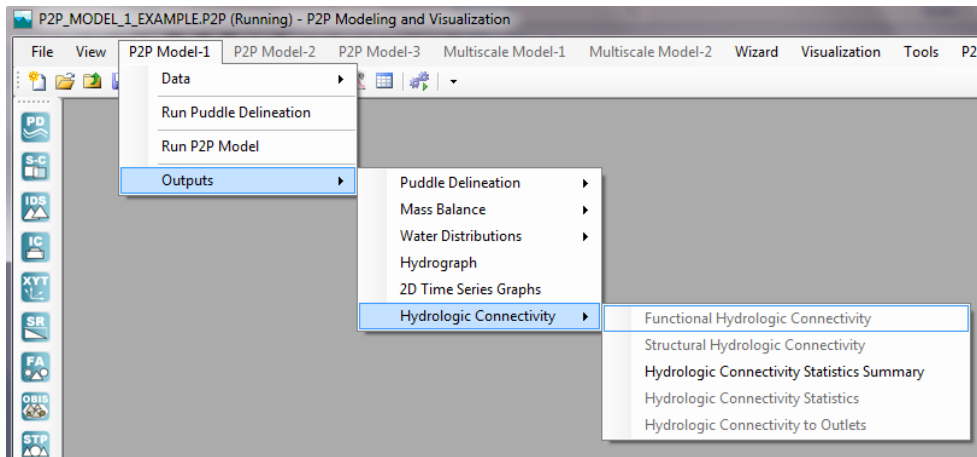 P2P_MODEL_1_EXAMPLE.P2P (Running) - P2P Modeling and Visualization
File View P2P Model-1 P2P Model-2 P2P Model-3 Multiscale Model-1 Multiscale Model-2 Wizard Visualization Tools P2
Data
Run Puddle Delineation
Run P2P Model
Outputs
Puddle Delineation
Mass Balance
Water Distributions
Hydrograph
2D Time Series Graphs
Hydrologic Connectivity
Functional Hydrologic Connectivity
Structural Hydrologic Connectivity
Hydrologic Connectivity Statistics Summary
Hydrologic Connectivity Statistics
Hydrologic Connectivity to Outlets
PD
S-C
IDS
IC
XYT
SR
FA
OBIS
STP